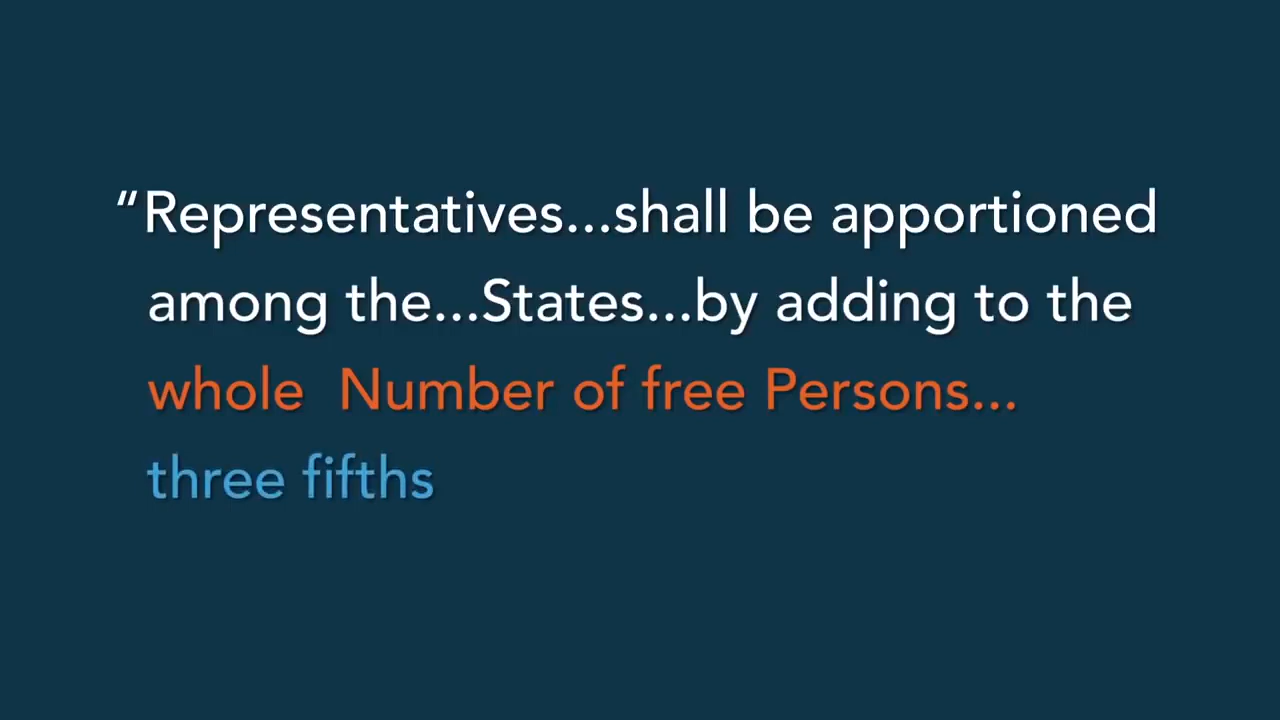 “Representatives...shall be apportioned
among the...States...by adding to the
whole  Number of free Persons...
three fifths